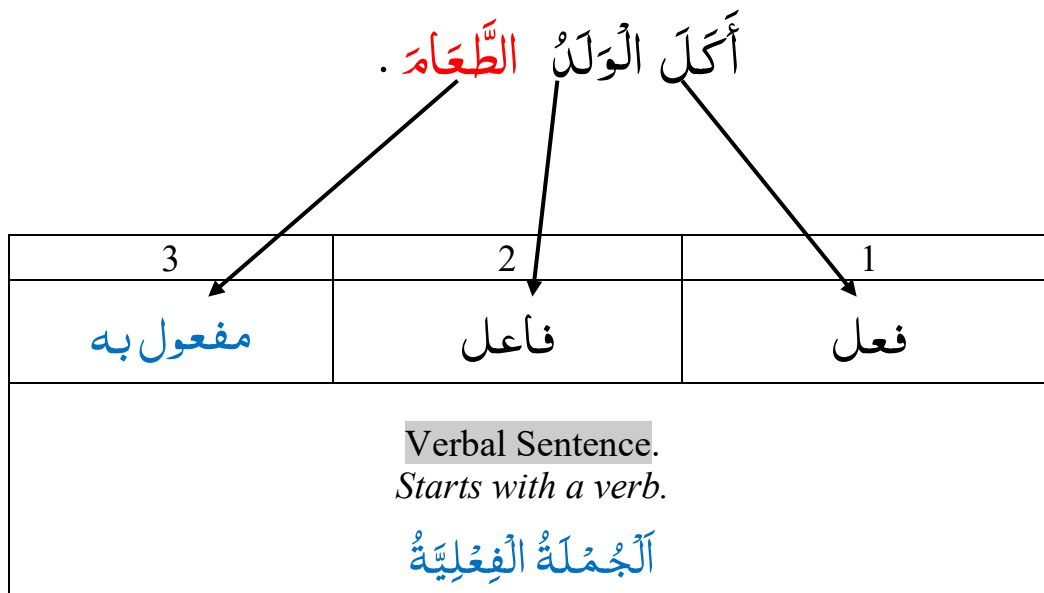 أَكَلَ الْوَلَدُ الطَّعَامَ .
1 2 3
فعل فاعل مفعول به
Verbal Sentence.
Starts with a verb.
اَلْجُمْلَةُ الْفِعْلِيَّةُ